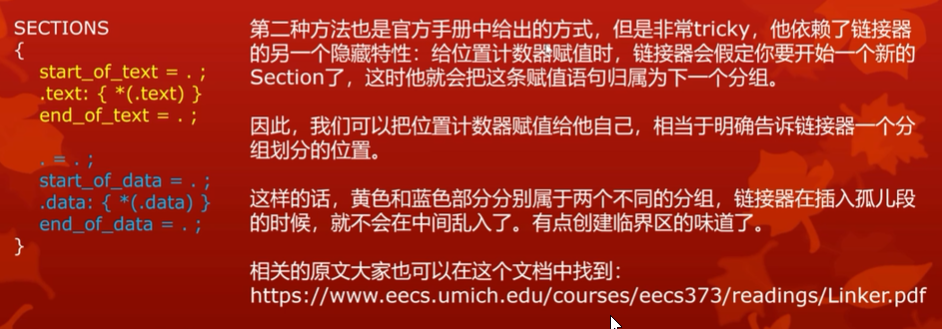 SECTIONS
{
start_of_text = . ;
.text: { *(.text) }
end_of_text = . ;
. = . ;
start_of_data = . ;
.data: { *(.data) }
end_of_data = . ;
}
第二种方法也是官方手册中给出的方式，但是非常tricky，他依赖了链接器
的另一个隐藏特性：给位置计数器赋值时，链接器会假定你要开始一个新的
Section了，这时他就会把这条赋值语句归属为下一个分组。
因此，我们可以把位置计数器赋值给他自己，相当于明确告诉链接器一个分
组划分的位置。
这样的话，黄色和蓝色部分分别属于两个不同的分组，链接器在插入孤儿段
的时候，就不会在中间乱入了。有点创建临界区的味道了。
相关的原文大家也可以在这个文档中找到：
https://www.eecs.umich.edu/courses/eecs373/readings/Linker.pdf